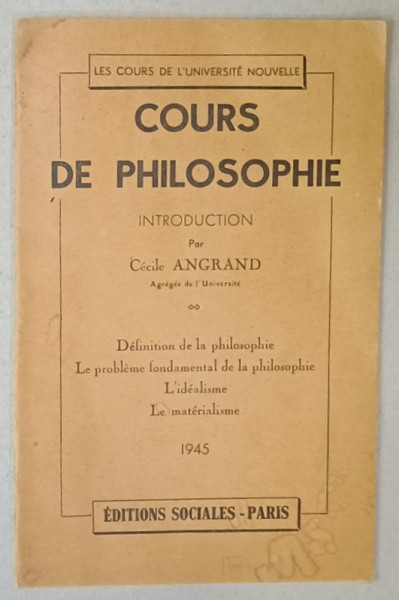 LES COURS DE L'UNIVERSITÉ NOUVELLE
COURS
DE PHILOSOPHIE
INTRODUCTION
Par
Cécile ANGRAND
Agrégée de l'Université
Définition de la philosophie
Le problème fondamental de la philosophie
L'idéalisme
Le matérialisme
1945
ÉDITIONS SOCIALES - PARIS